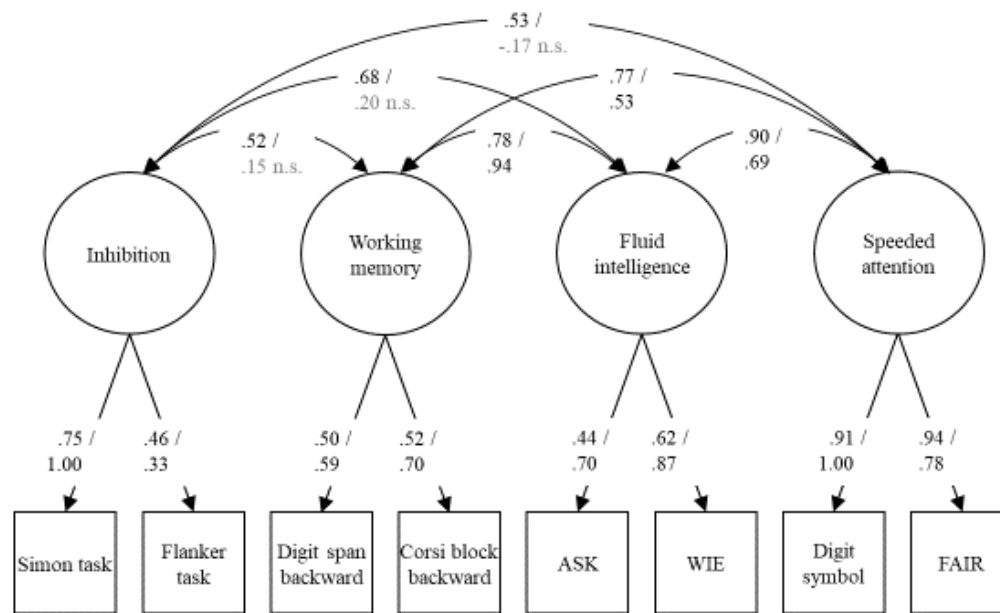 .53 /
-.17 n.s.
.68 /
.20 n.s.
.77 /
.53
.52 /
.15 n.s.
.78 /
.94
.90 /
.69
Inhibition
Working
memory
Fluid
intelligence
Speeded
attention
.75 /
1.00
.46 /
.33
.50 /
.59
.52 /
.70
.44 /
.70
.62 /
.87
.91 /
1.00
.94 /
.78
Simon task
Flanker
task
Digit span
backward
Corsi block
backward
ASK
WIE
Digit
symbol
FAIR